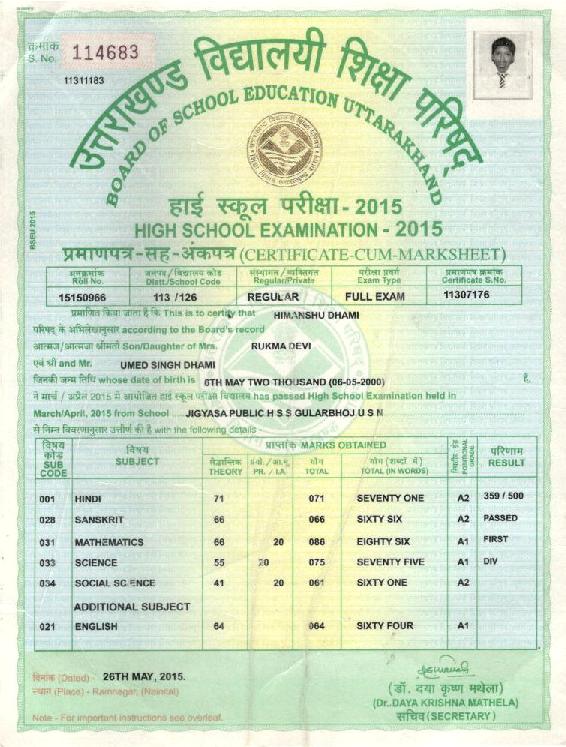 क्रमांक
S. No. 114683
11311183
उत्तराखण्ड विद्यालयी शिक्षा परिषद्
BOARD OF SCHOOL EDUCATION UTTARAKHAND
हाई स्कूल परीक्षा - 2015
HIGH SCHOOL EXAMINATION - 2015
प्रमाणपत्र-सह-अंकपत्र (CERTIFICATE-CUM-MARKSHEET)
अनुक्रमांक जनपद/विद्यालय कोड संस्थागत/व्यक्तिगत परीक्षा प्रकार प्रमाणपत्र क्रमांक
Roll No. Distt./School Code Regular/Private Exam Type Certificate S.No.
15150966 113 /126 REGULAR FULL EXAM 11307176
प्रमाणित किया जाता है कि This is to certify that HIMANSHU DHAMI
परिषद् के अभिलेखानुसार according to the Board's record
आत्मज/आत्मजा श्रीमती Son/Daughter of Mrs. RUKMA DEVI
एवं श्री and Mr. UMED SINGH DHAMI
जिनकी जन्म तिथि whose date of birth is 6TH MAY TWO THOUSAND (06-05-2000) है,
ने मार्च / अप्रैल 2015 में आयोजित हाई स्कूल परीक्षा विद्यालय has passed High School Examination held in
March/April, 2015 from School JIGYASA PUBLIC H S S GULARBHOJ U S N
से निम्न विवरणानुसार उत्तीर्ण की है with the following details -
विषय कोड विषय प्राप्तांक MARKS OBTAINED परिणाम
SUB CODE SUBJECT सैद्धान्तिक THEORY PR. / I.A. योग TOTAL योग (शब्दों में) TOTAL (IN WORDS) POSITIONAL GRADE RESULT
001 HINDI 71 071 SEVENTY ONE A2 359 / 500
028 SANSKRIT 66 066 SIXTY SIX A2 PASSED
031 MATHEMATICS 66 20 086 EIGHTY SIX A1 FIRST
033 SCIENCE 55 20 075 SEVENTY FIVE A1 DIV
034 SOCIAL SCIENCE 41 20 061 SIXTY ONE A2
ADDITIONAL SUBJECT
021 ENGLISH 64 064 SIXTY FOUR A1
दिनांक (Dated) - 26TH MAY, 2015.
स्थान (Place) - Ramnagar, (Nainital)
(डॉ. दया कृष्ण मथेला)
(Dr. DAYA KRISHNA MATHELA)
सचिव (SECRETARY)
Note - For important instructions see overleaf.
BSEU 2015